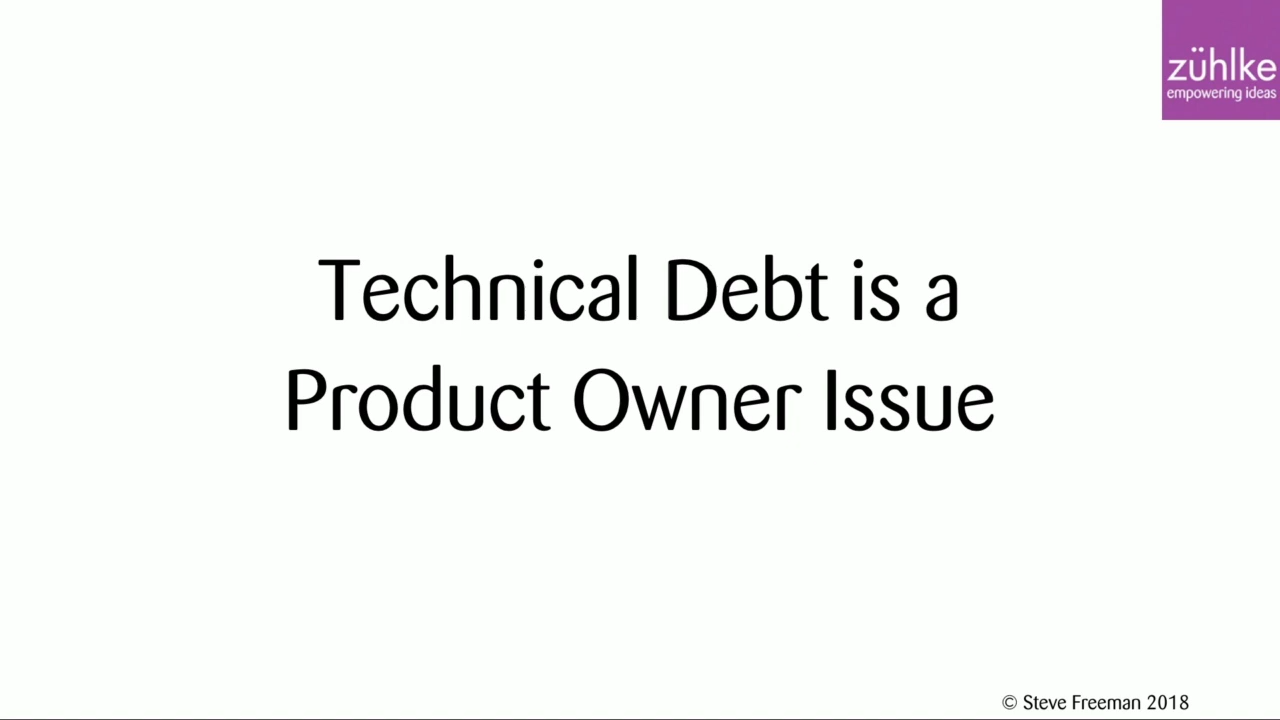 zühlke
empowering ideas
Technical Debt is a
Product Owner Issue
© Steve Freeman 2018